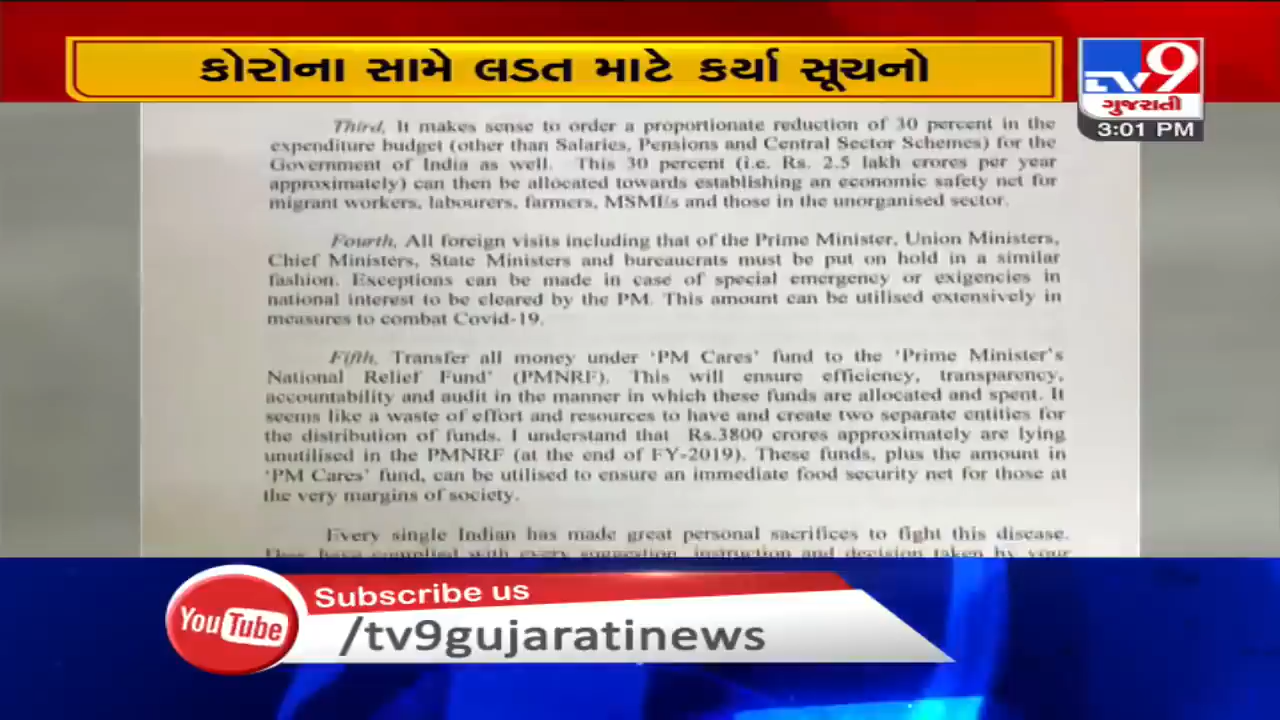 કોરોના સામે લડત માટે કર્યા સૂચનો
TV9
ગુજરાતી
3:01 PM
Third, It makes sense to order a proportionate reduction of 30 percent in the
expenditure budget (other than Salaries, Pensions and Central Sector Schemes) for the
Government of India as well. This 30 percent (i.e. Rs. 2.5 lakh crores per year
approximately) can then be allocated towards establishing an economic safety net for
migrant workers, labourers, farmers, MSMEs and those in the unorganised sector.
Fourth, All foreign visits including that of the Prime Minister, Union Ministers,
Chief Ministers, State Ministers and bureaucrats must be put on hold in a similar
fashion. Exceptions can be made in case of special emergency or exigencies in
national interest to be cleared by the PM. This amount can be utilised extensively in
measures to combat Covid-19.
Fifth, Transfer all money under 'PM Cares' fund to the 'Prime Minister's
National Relief Fund' (PMNRF). This will ensure efficiency, transparency,
accountability and audit in the manner in which these funds are allocated and spent. It
seems like a waste of effort and resources to have and create two separate entities for
the distribution of funds. I understand that Rs.3800 crores approximately are lying
unutilised in the PMNRF (at the end of FY-2019). These funds, plus the amount in
'PM Cares' fund, can be utilised to ensure an immediate food security net for those at
the very margins of society.
Every single Indian has made great personal sacrifices to fight this disease.
They have complied with every suggestion, instruction and decision taken by your
YouTube
Subscribe us
/tv9gujaratinews